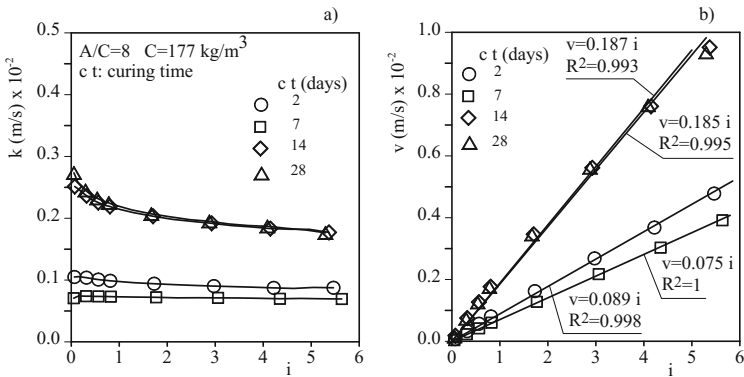 a)
k (m/s) x 10-2
0.5
0.4
0.3
0.2
0.1
0.0
0 1 2 3 4 5 6
i
A/C=8 C=177 kg/m3
c t: curing time
c t (days)
2
7
14
28
b)
v (m/s) x 10-2
1.0
0.8
0.6
0.4
0.2
0.0
0 1 2 3 4 5 6
i
c t (days)
2
7
14
28
v=0.187 i
R2=0.993
v=0.185 i
R2=0.995
v=0.075 i
R2=1
v=0.089 i
R2=0.998